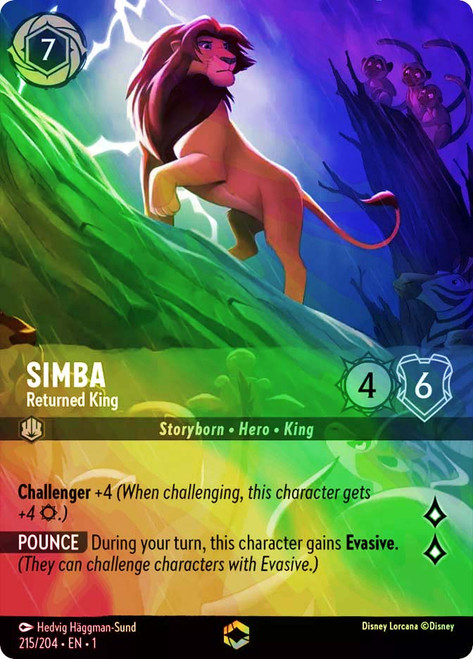 7
SIMBA
Returned King
4
6
Storyborn • Hero • King
Challenger +4 (When challenging, this character gets
+4 .)
POUNCE During your turn, this character gains Evasive.
(They can challenge characters with Evasive.)
Hedvig Häggman-Sund
Disney Lorcana ©Disney
215/204 • EN • 1